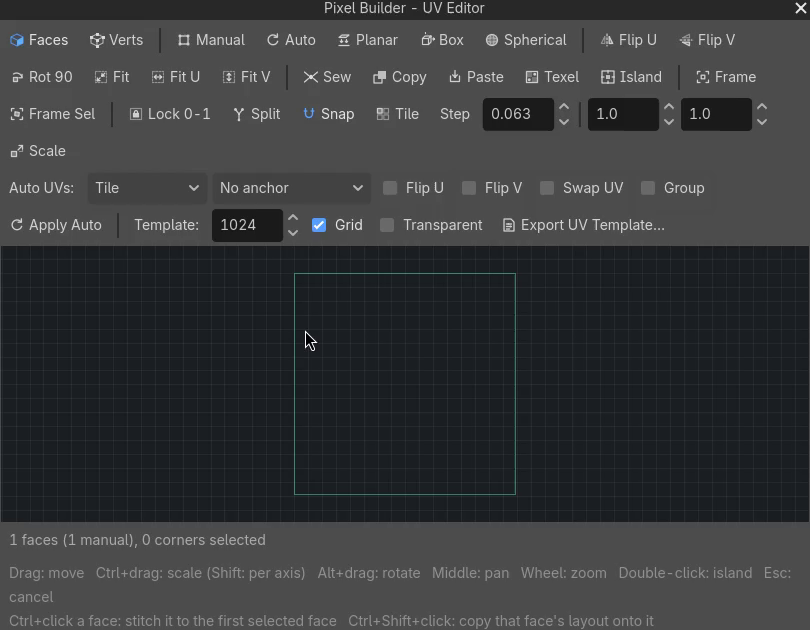 Pixel Builder - UV Editor
Faces Verts Manual Auto Planar Box Spherical Flip U Flip V
Rot 90 Fit Fit U Fit V Sew Copy Paste Texel Island Frame
Frame Sel Lock 0-1 Split Snap Tile Step 0.063 1.0 1.0
Scale
Auto UVs: Tile No anchor Flip U Flip V Swap UV Group
Apply Auto Template: 1024 Grid Transparent Export UV Template...
1 faces (1 manual), 0 corners selected
Drag: move Ctrl+drag: scale (Shift: per axis) Alt+drag: rotate Middle: pan Wheel: zoom Double-click: island Esc:
cancel
Ctrl+click a face: stitch it to the first selected face Ctrl+Shift+click: copy that face's layout onto it